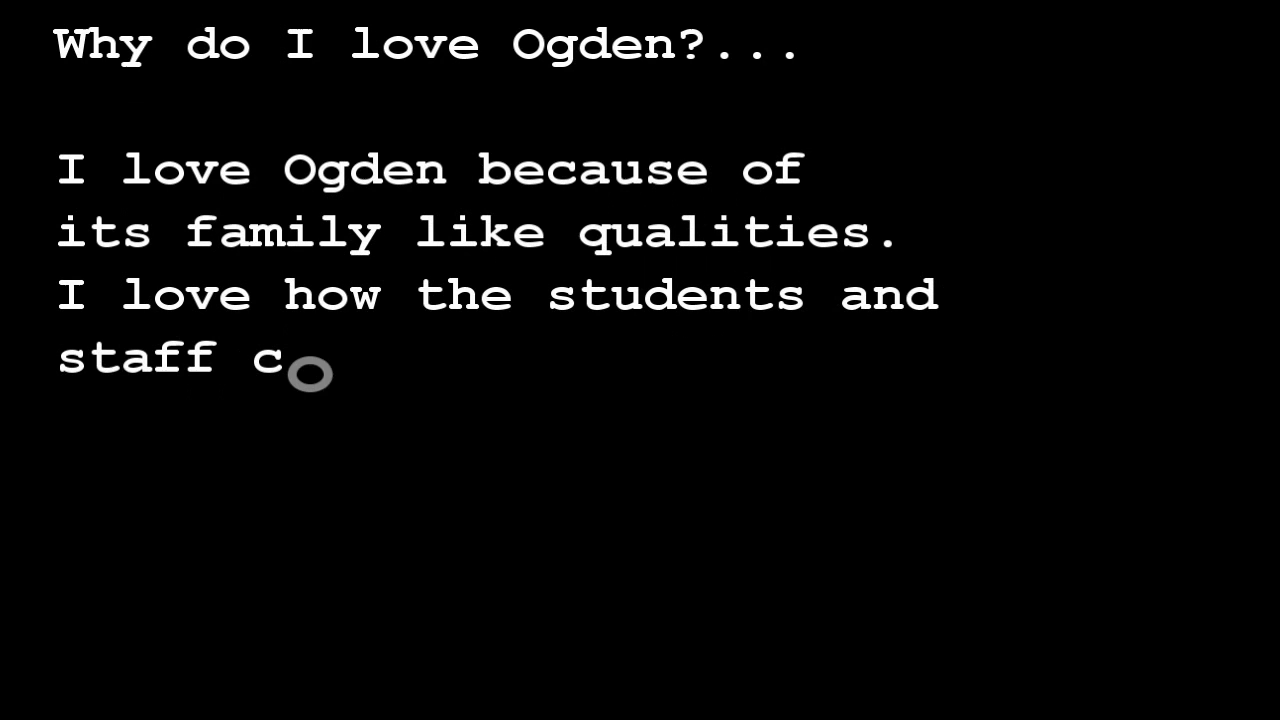 Why do I love Ogden?...
I love Ogden because of
its family like qualities.
I love how the students and
staff co